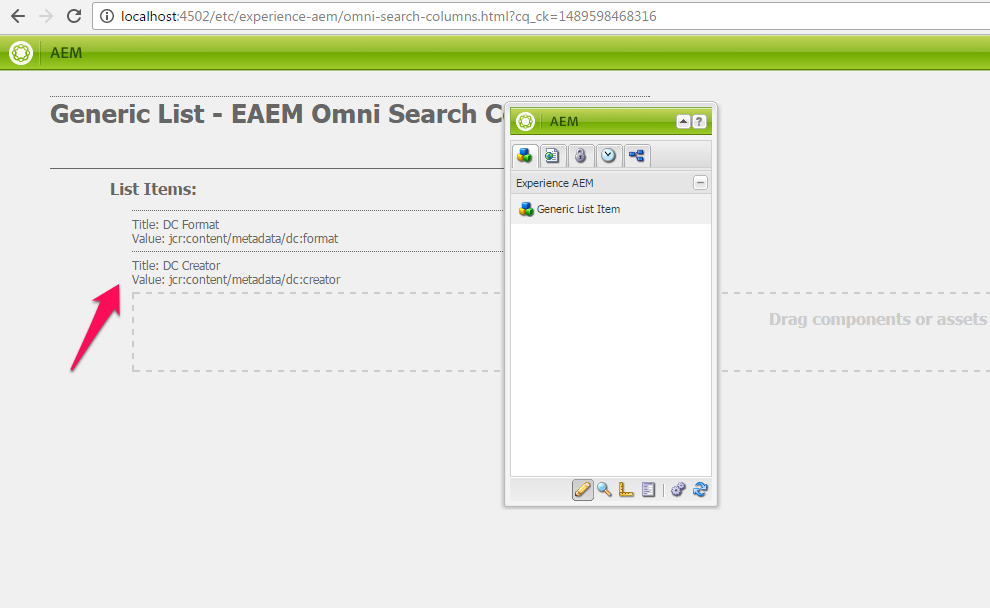 localhost:4502/etc/experience-aem/omni-search-columns.html?cq_ck=1489598468316
AEM
Generic List - EAEM Omni Search C
List Items:
Title: DC Format
Value: jcr:content/metadata/dc:format
Title: DC Creator
Value: jcr:content/metadata/dc:creator
Drag components or assets
AEM
?
Experience AEM
Generic List Item